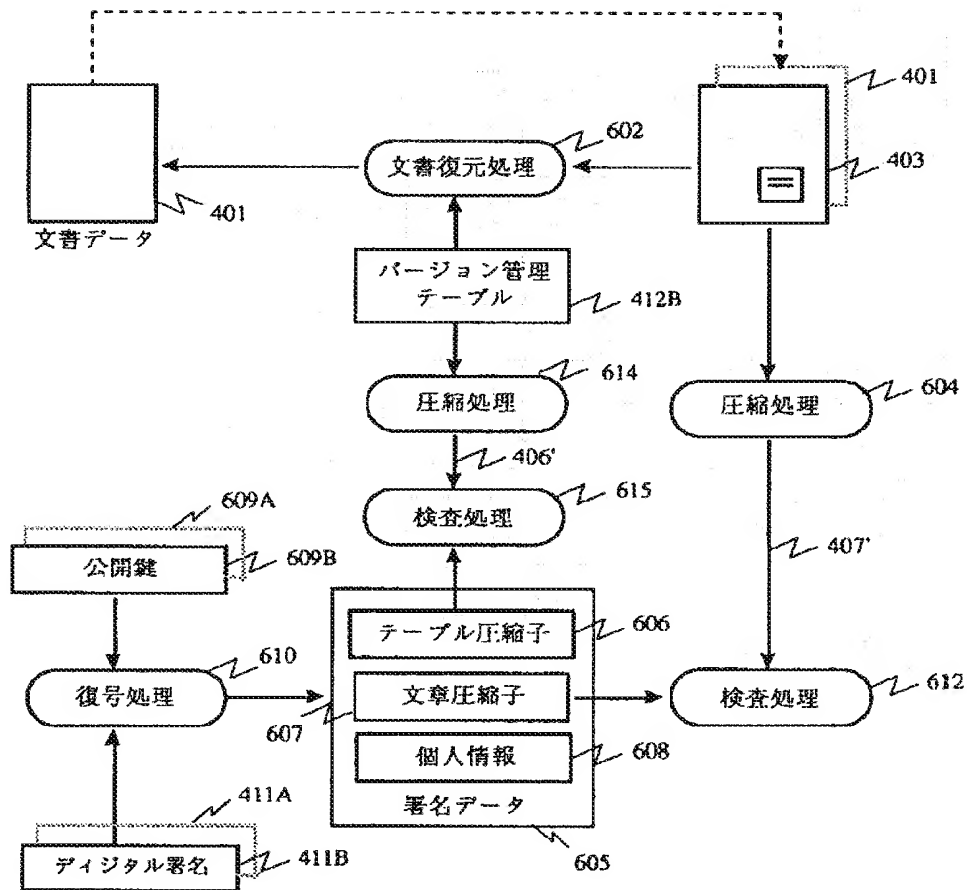 401
602
文書復元処理
403
401
文書データ
バージョン管理
テーブル
412B
614
圧縮処理
604
圧縮処理
406'
615
検査処理
609A
公開鍵
609B
407'
テーブル圧縮子
606
610
復号処理
文章圧縮子
607
検査処理
612
個人情報
608
署名データ
605
411A
ディジタル署名
411B